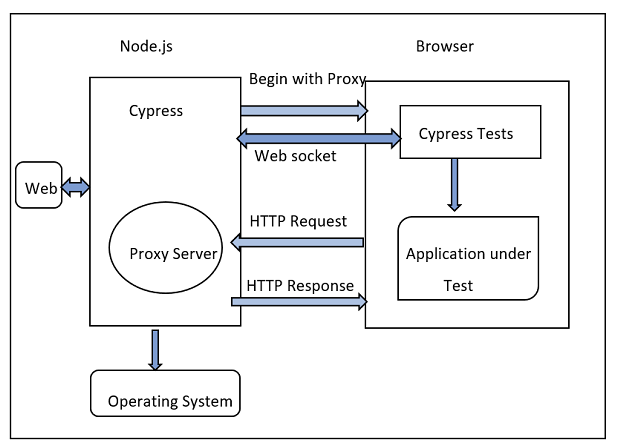 Node.js
Browser
Begin with Proxy
Cypress
Cypress Tests
Web socket
Web
HTTP Request
Proxy Server
Application under
Test
HTTP Response
Operating System